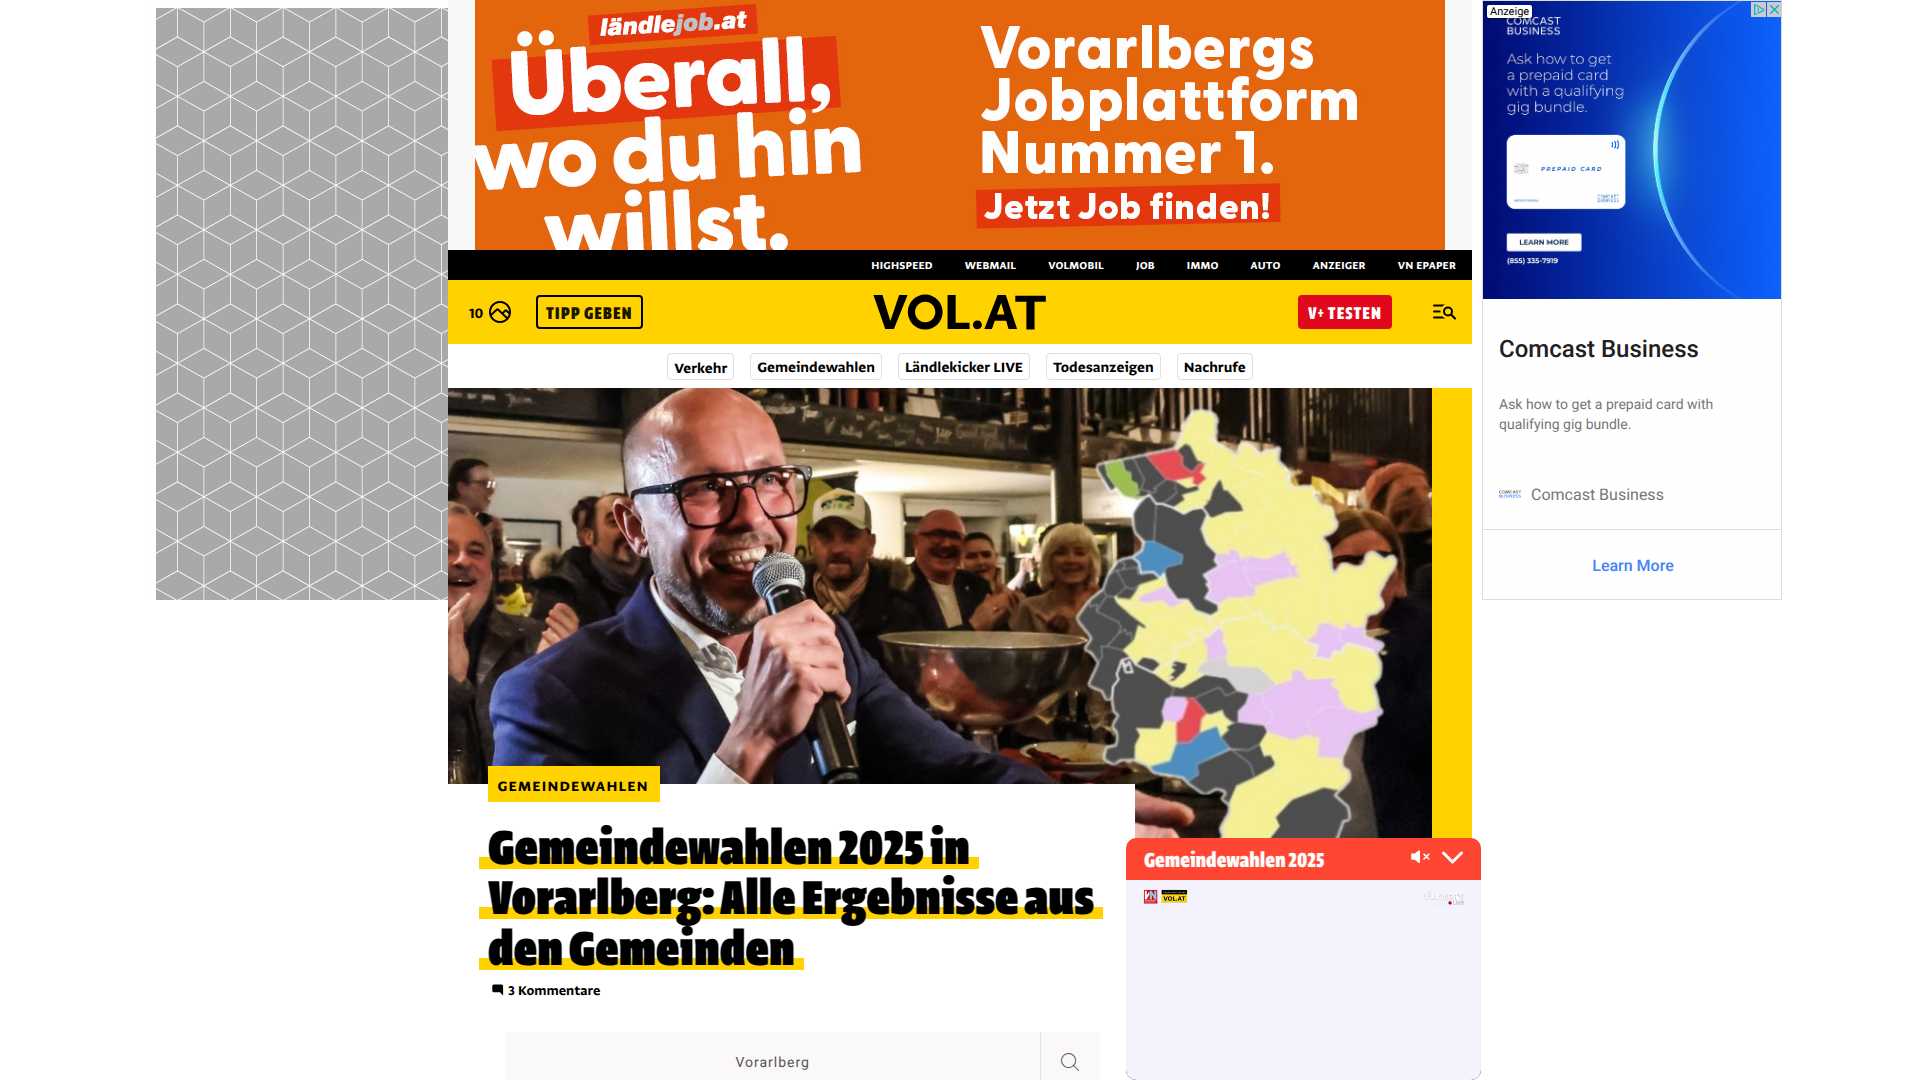 ländlejob.at
Überall,
wo du hin
willst.
Vorarlbergs
Jobplattform
Nummer 1.
Jetzt Job finden!
Anzeige
COMCAST
BUSINESS
Ask how to get
a prepaid card
with a qualifying
gig bundle.
PREPAID CARD
COMCAST
BUSINESS
LEARN MORE
(855) 335-7919
HIGHSPEED WEBMAIL VOLMOBIL JOB IMMO AUTO ANZEIGER VN EPAPER
10 TIPP GEBEN VOL.AT V+ TESTEN
Verkehr Gemeindewahlen Ländlekicker LIVE Todesanzeigen Nachrufe
Comcast Business
Ask how to get a prepaid card with
qualifying gig bundle.
COMCAST
BUSINESS
Comcast Business
Learn More
GEMEINDEWAHLEN
Gemeindewahlen 2025 in
Vorarlberg: Alle Ergebnisse aus
den Gemeinden
3 Kommentare
Gemeindewahlen 2025
VOL.AT
Vorarlberg